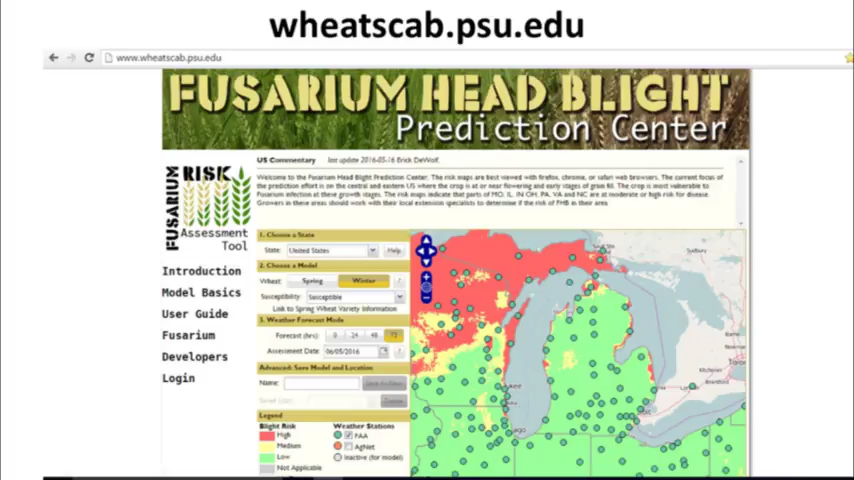 wheatscab.psu.edu
www.wheatscab.psu.edu
FUSARIUM HEAD BLIGHT
Prediction Center
FUSARIUM
RISK
Assessment
Tool
Introduction
Model Basics
User Guide
Fusarium
Developers
Login
US Commentary last update 2016-05-16 Erick DeWolf.
Welcome to the Fusarium Head Blight Prediction Center. The risk maps are best viewed with firefox, chrome, or safari web browsers. The current focus of
the prediction effort is on the central and eastern US where the crop is at or near flowering and early stages of grain fill. The crop is most vulnerable to
Fusarium infection at these growth stages. The risk maps indicate that parts of MO, IL, IN OH, PA, VA and NC are at moderate or high risk for disease.
Growers in these areas should work with their local extension specialists to determine if the risk of FHB in their area
1. Choose a State
State: United States Help
2. Choose a Model
Wheat: Spring Winter ?
Susceptibility: Susceptible
Link to Spring Wheat Variety Information
3. Weather Forecast Mode
Forecast (hrs): 0 24 48 72
Assessment Date: 06/05/2016 ?
Advanced: Save Model and Location
Name:
Delete
Legend
Blight Risk Weather Stations
High FAA
Medium AgNet
Low Inactive (for model)
Not Applicable
Sudbury
Kitchener
Brantford
London